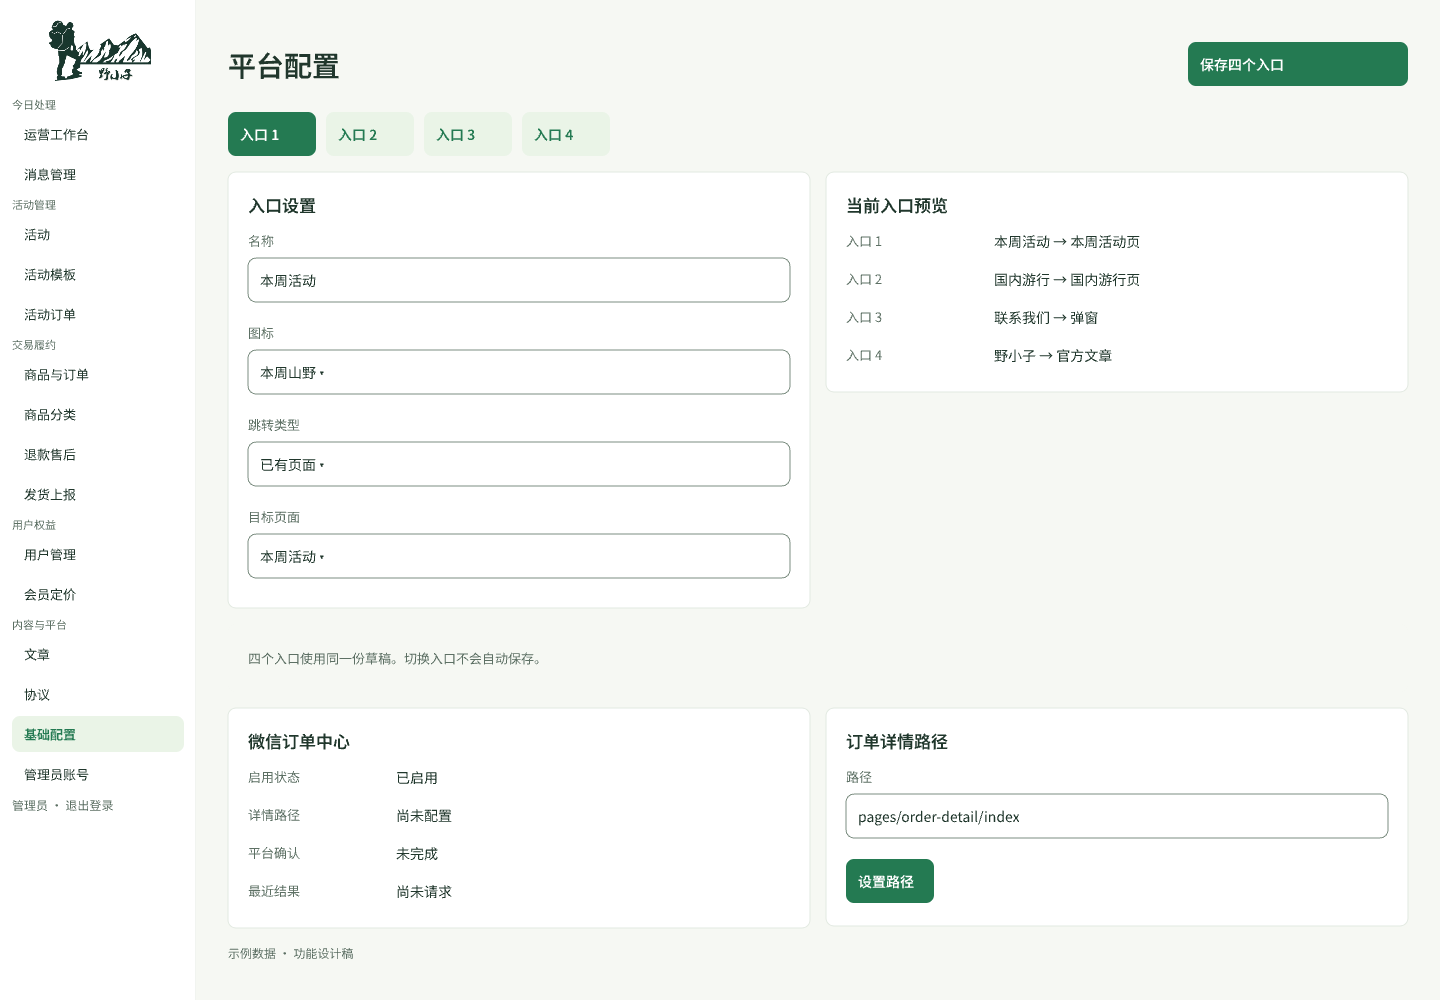 野小子
今日处理
运营工作台
消息管理
活动管理
活动
活动模板
活动订单
交易履约
商品与订单
商品分类
退款售后
发货上报
用户权益
用户管理
会员定价
内容与平台
文章
协议
基础配置
管理员账号
管理员 · 退出登录
平台配置
保存四个入口
入口 1
入口 2
入口 3
入口 4
入口设置
名称
本周活动
图标
本周山野 ▾
跳转类型
已有页面 ▾
目标页面
本周活动 ▾
当前入口预览
入口 1 本周活动 → 本周活动页
入口 2 国内游行 → 国内游行页
入口 3 联系我们 → 弹窗
入口 4 野小子 → 官方文章
四个入口使用同一份草稿。切换入口不会自动保存。
微信订单中心
启用状态 已启用
详情路径 尚未配置
平台确认 未完成
最近结果 尚未请求
订单详情路径
路径
pages/order-detail/index
设置路径
示例数据 · 功能设计稿